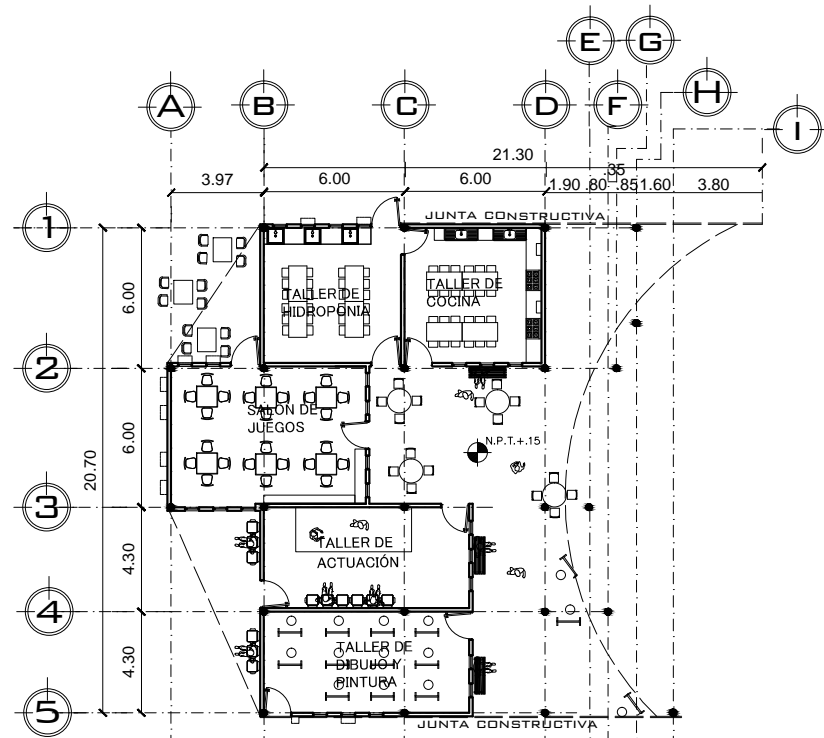 E
G
A
B
C
D
F
H
I
21.30
.35
3.97
6.00
6.00
1.90
.80
.85
1.60
3.80
JUNTA CONSTRUCTIVA
1
6.00
TALLER DE
HIDROPONIA
TALLER DE
COCINA
2
SALÓN DE
JUEGOS
6.00
20.70
N.P.T.+.15
3
TALLER DE
ACTUACIÓN
4.30
4
TALLER DE
DIBUJO Y
PINTURA
4.30
5
JUNTA CONSTRUCTIVA